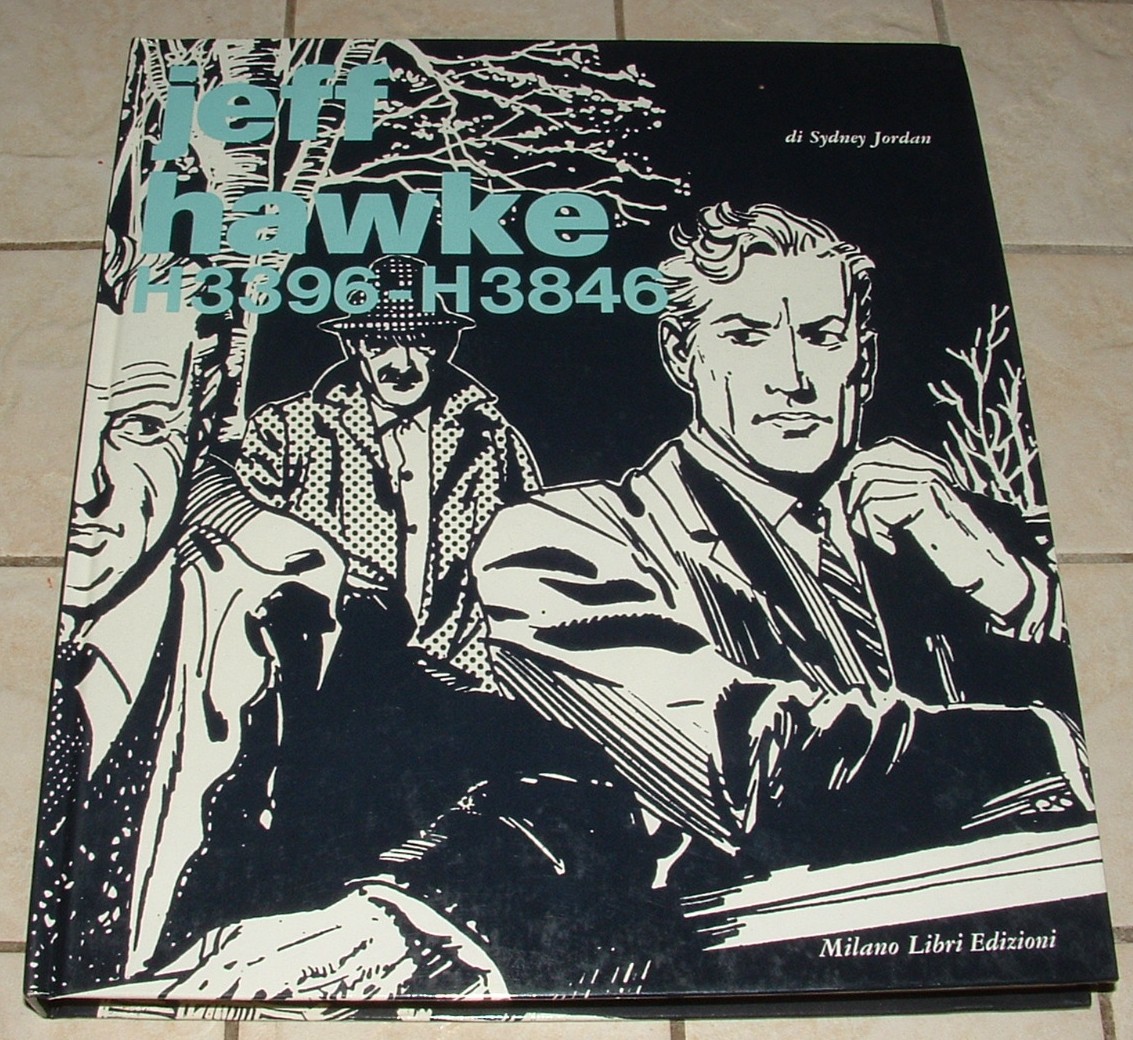 jeff
hawke
H3396-H3846
di Sydney Jordan
Milano Libri Edizioni